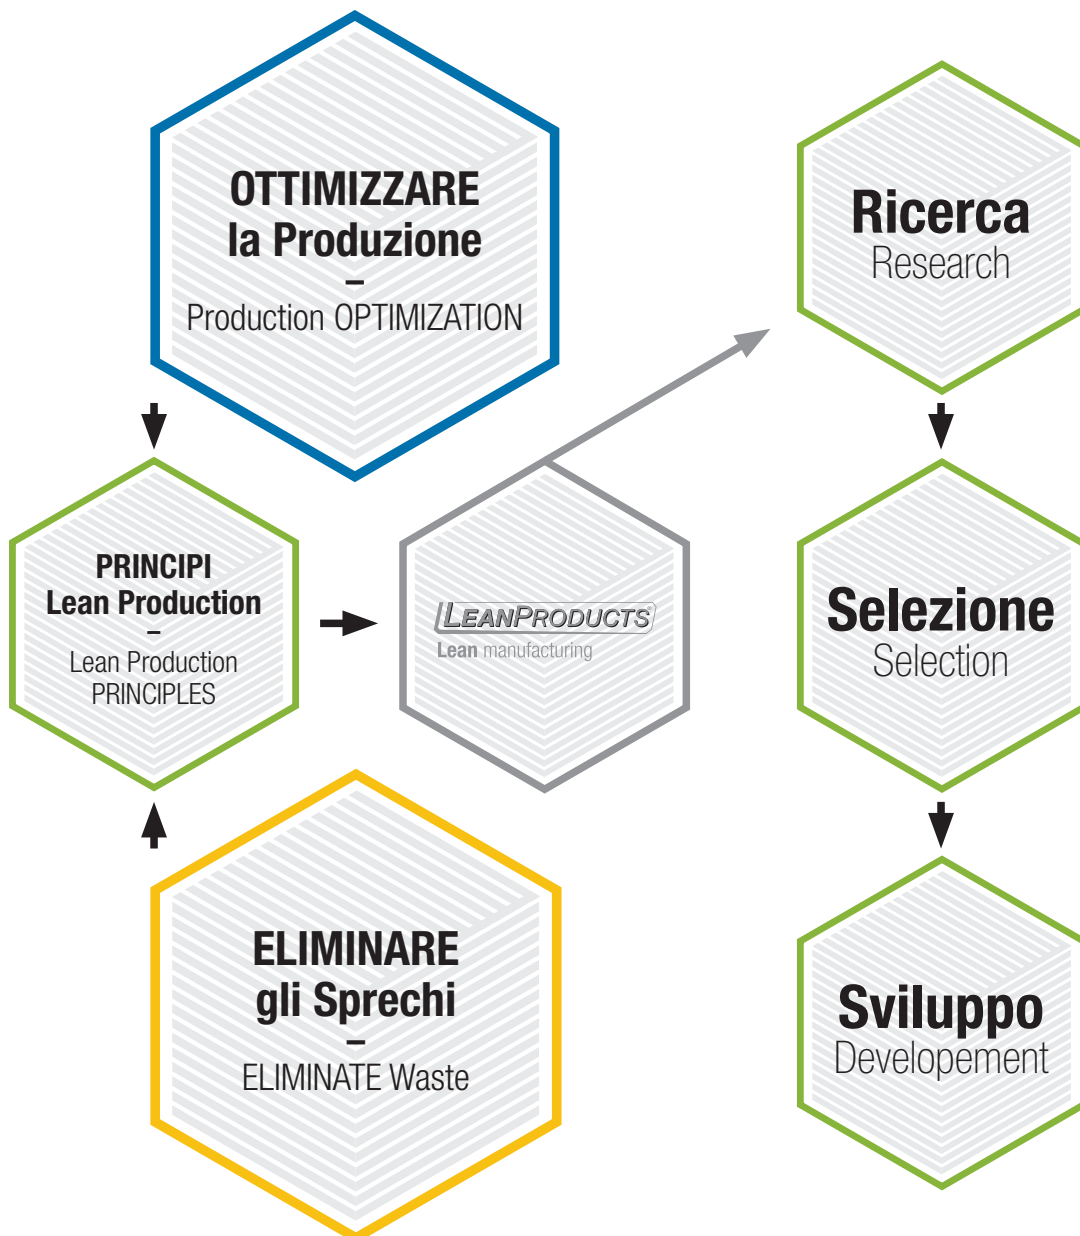 OTTIMIZZARE
la Produzione
–
Production OPTIMIZATION
PRINCIPI
Lean Production
–
Lean Production
PRINCIPLES
LEANPRODUCTS®
Lean manufacturing
ELIMINARE
gli Sprechi
–
ELIMINATE Waste
Ricerca
Research
Selezione
Selection
Sviluppo
Developement